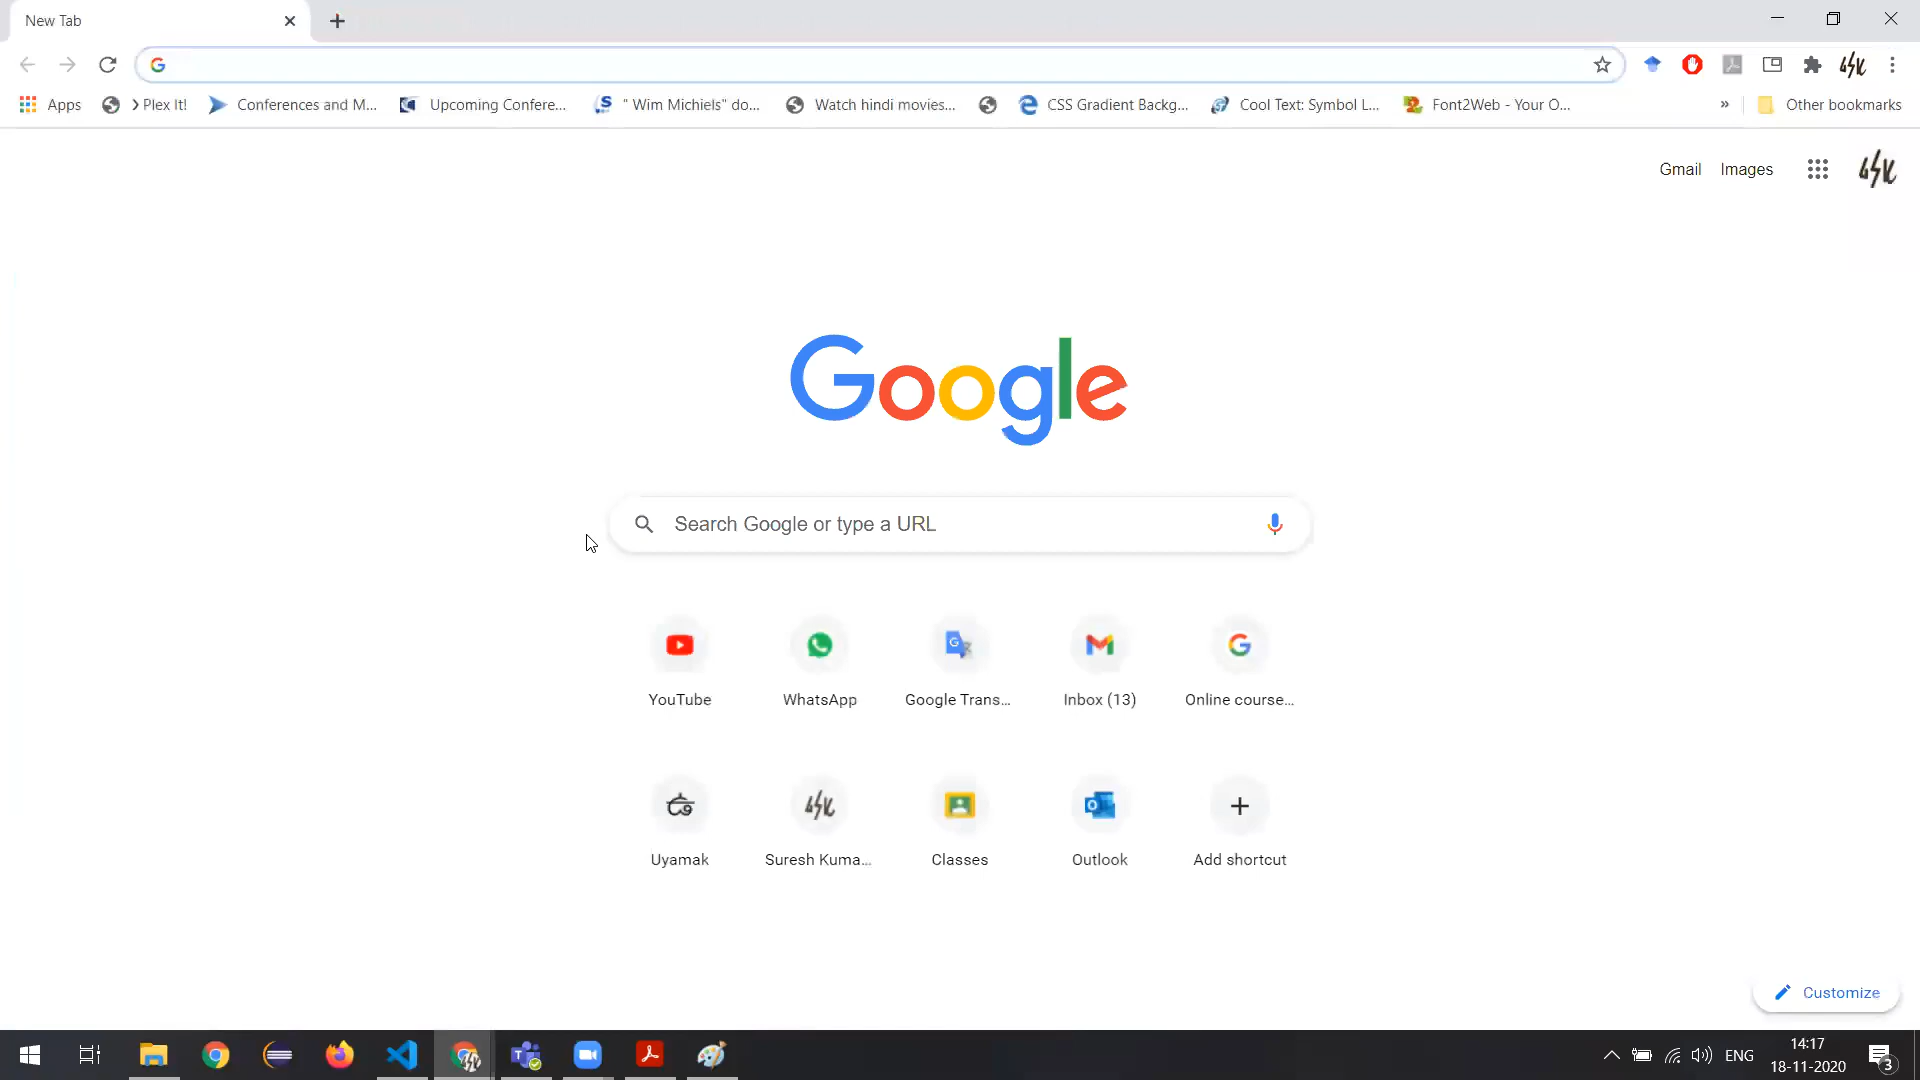 New Tab
Apps > Plex It! Conferences and M... Upcoming Confere... " Wim Michiels" do... Watch hindi movies... CSS Gradient Backg... Cool Text: Symbol L... Font2Web - Your O... » Other bookmarks
Gmail Images
Google
Search Google or type a URL
YouTube WhatsApp Google Trans... Inbox (13) Online course...
Uyamak Suresh Kuma... Classes Outlook Add shortcut
Customize
ENG 14:17
18-11-2020 3